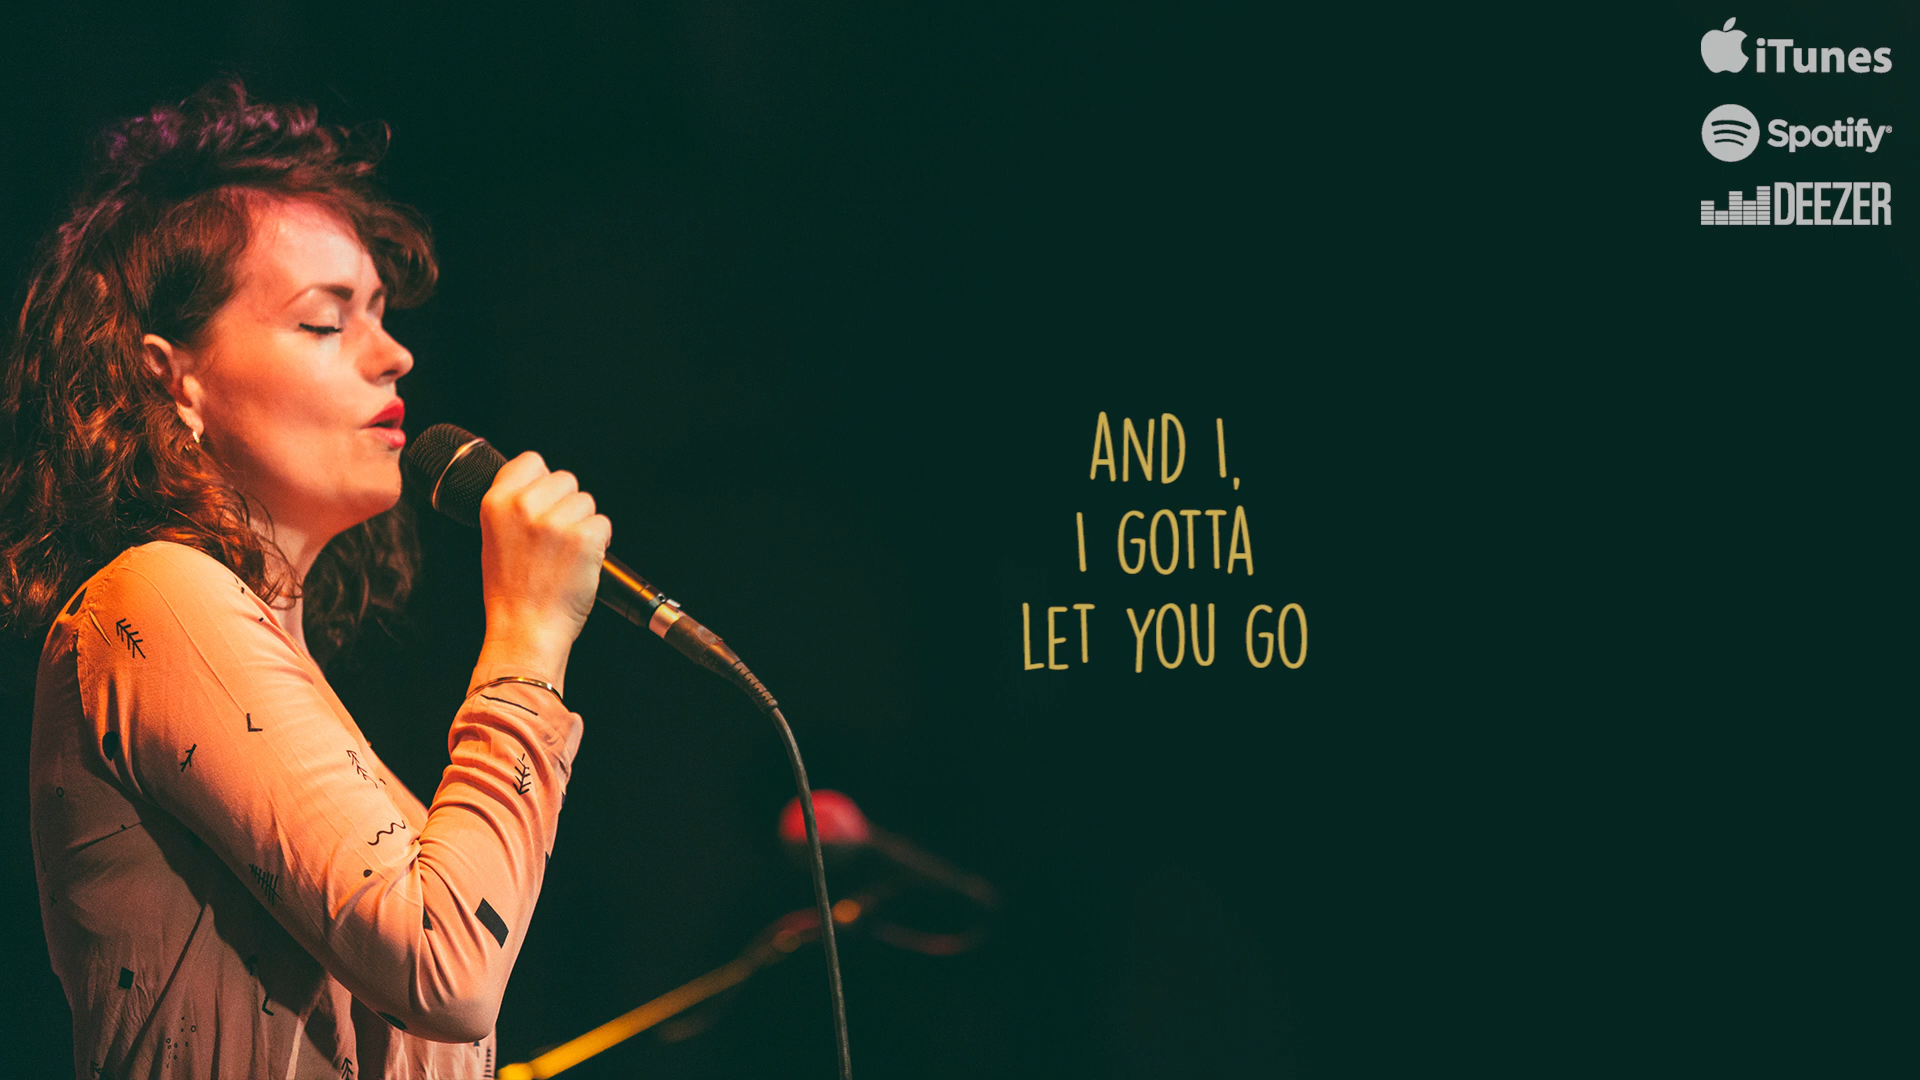 iTunes
Spotify
DEEZER
AND I,
I GOTTA
LET YOU GO